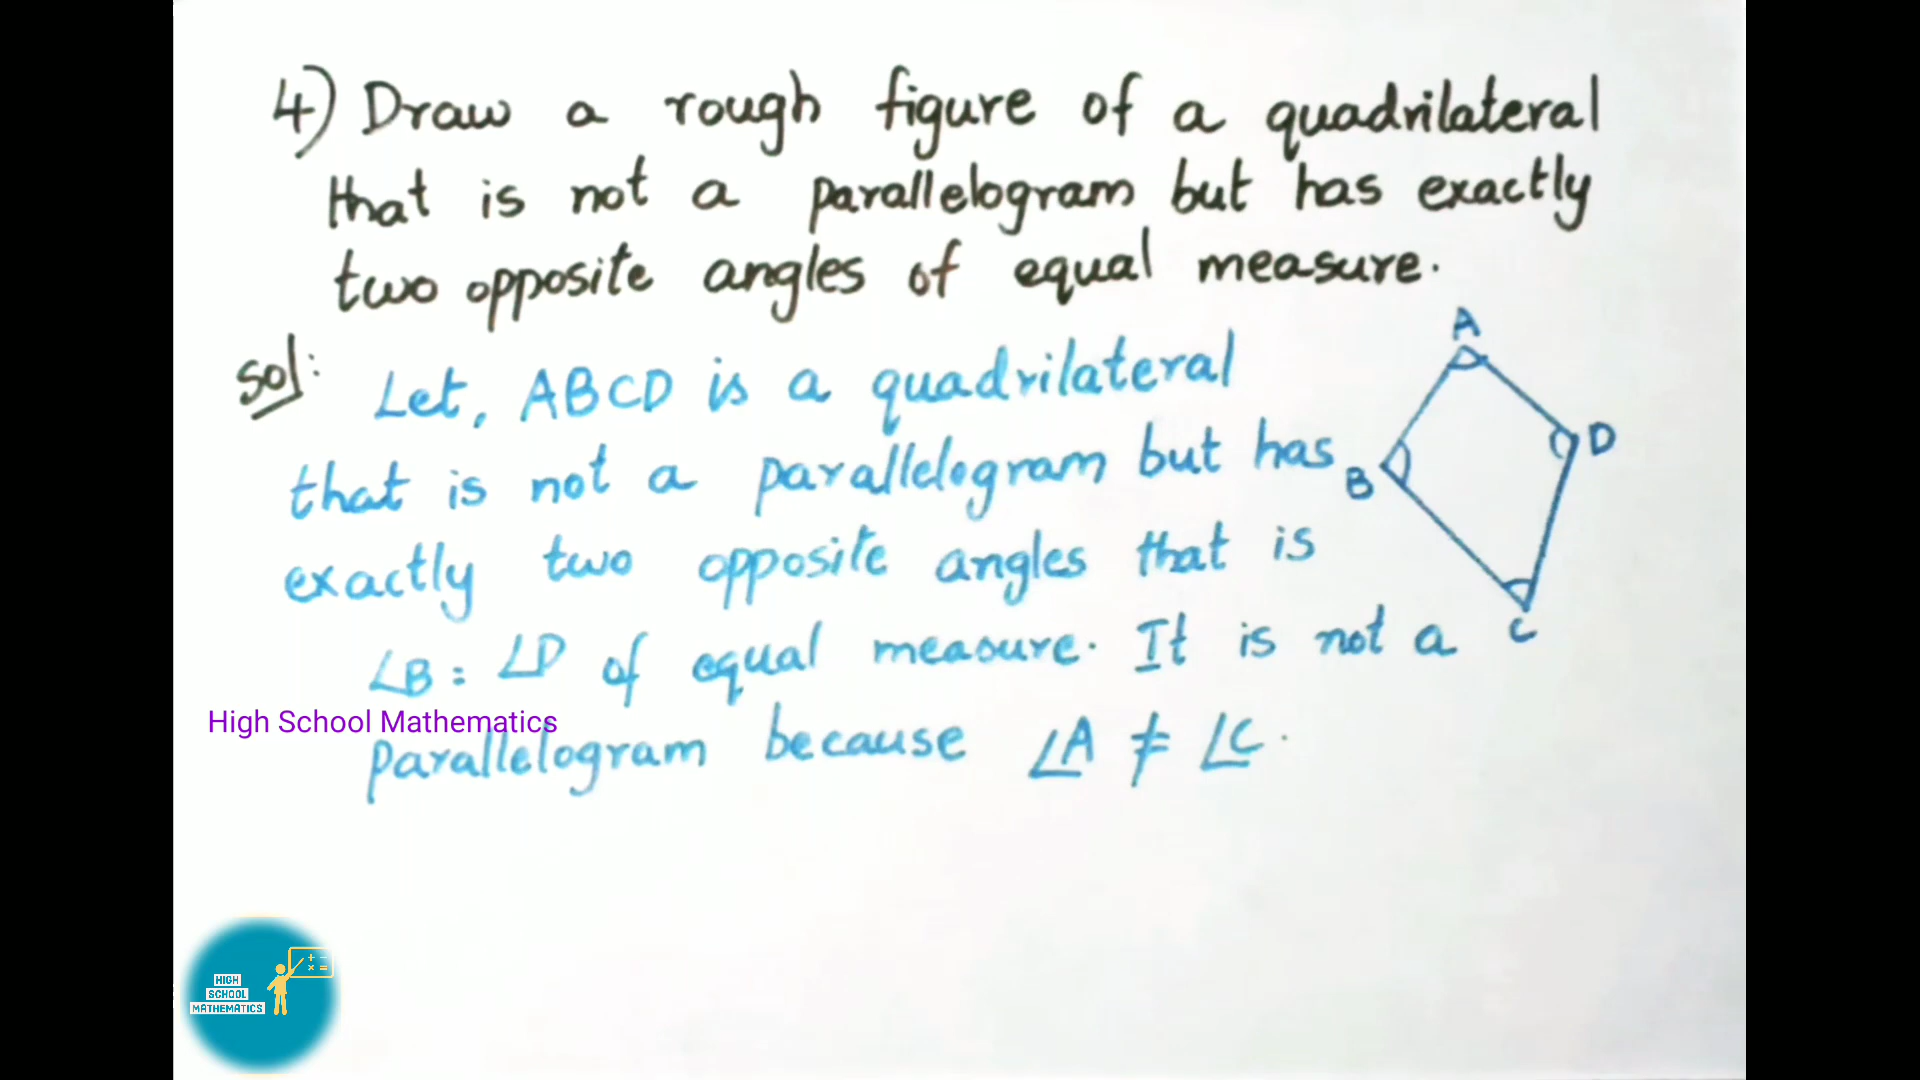 4) Draw a rough figure of a quadrilateral
that is not a parallelogram but has exactly
two opposite angles of equal measure.
Sol: Let, ABCD is a quadrilateral
that is not a parallelogram but has
exactly two opposite angles that is
∠B = ∠D of equal measure. It is not a
parallelogram because ∠A ≠ ∠C.
A
D
B
C
High School Mathematics
HIGH
SCHOOL
MATHEMATICS
+ −
× =